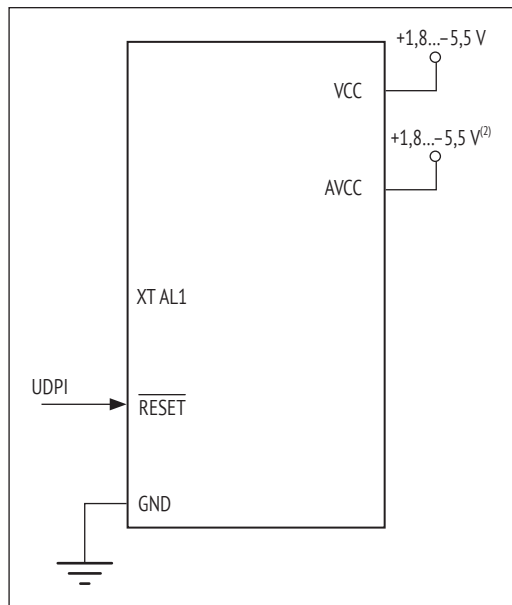 +1,8...–5,5 V
VCC
+1,8...–5,5 V(2)
AVCC
XT AL1
UDPI
RESET
GND